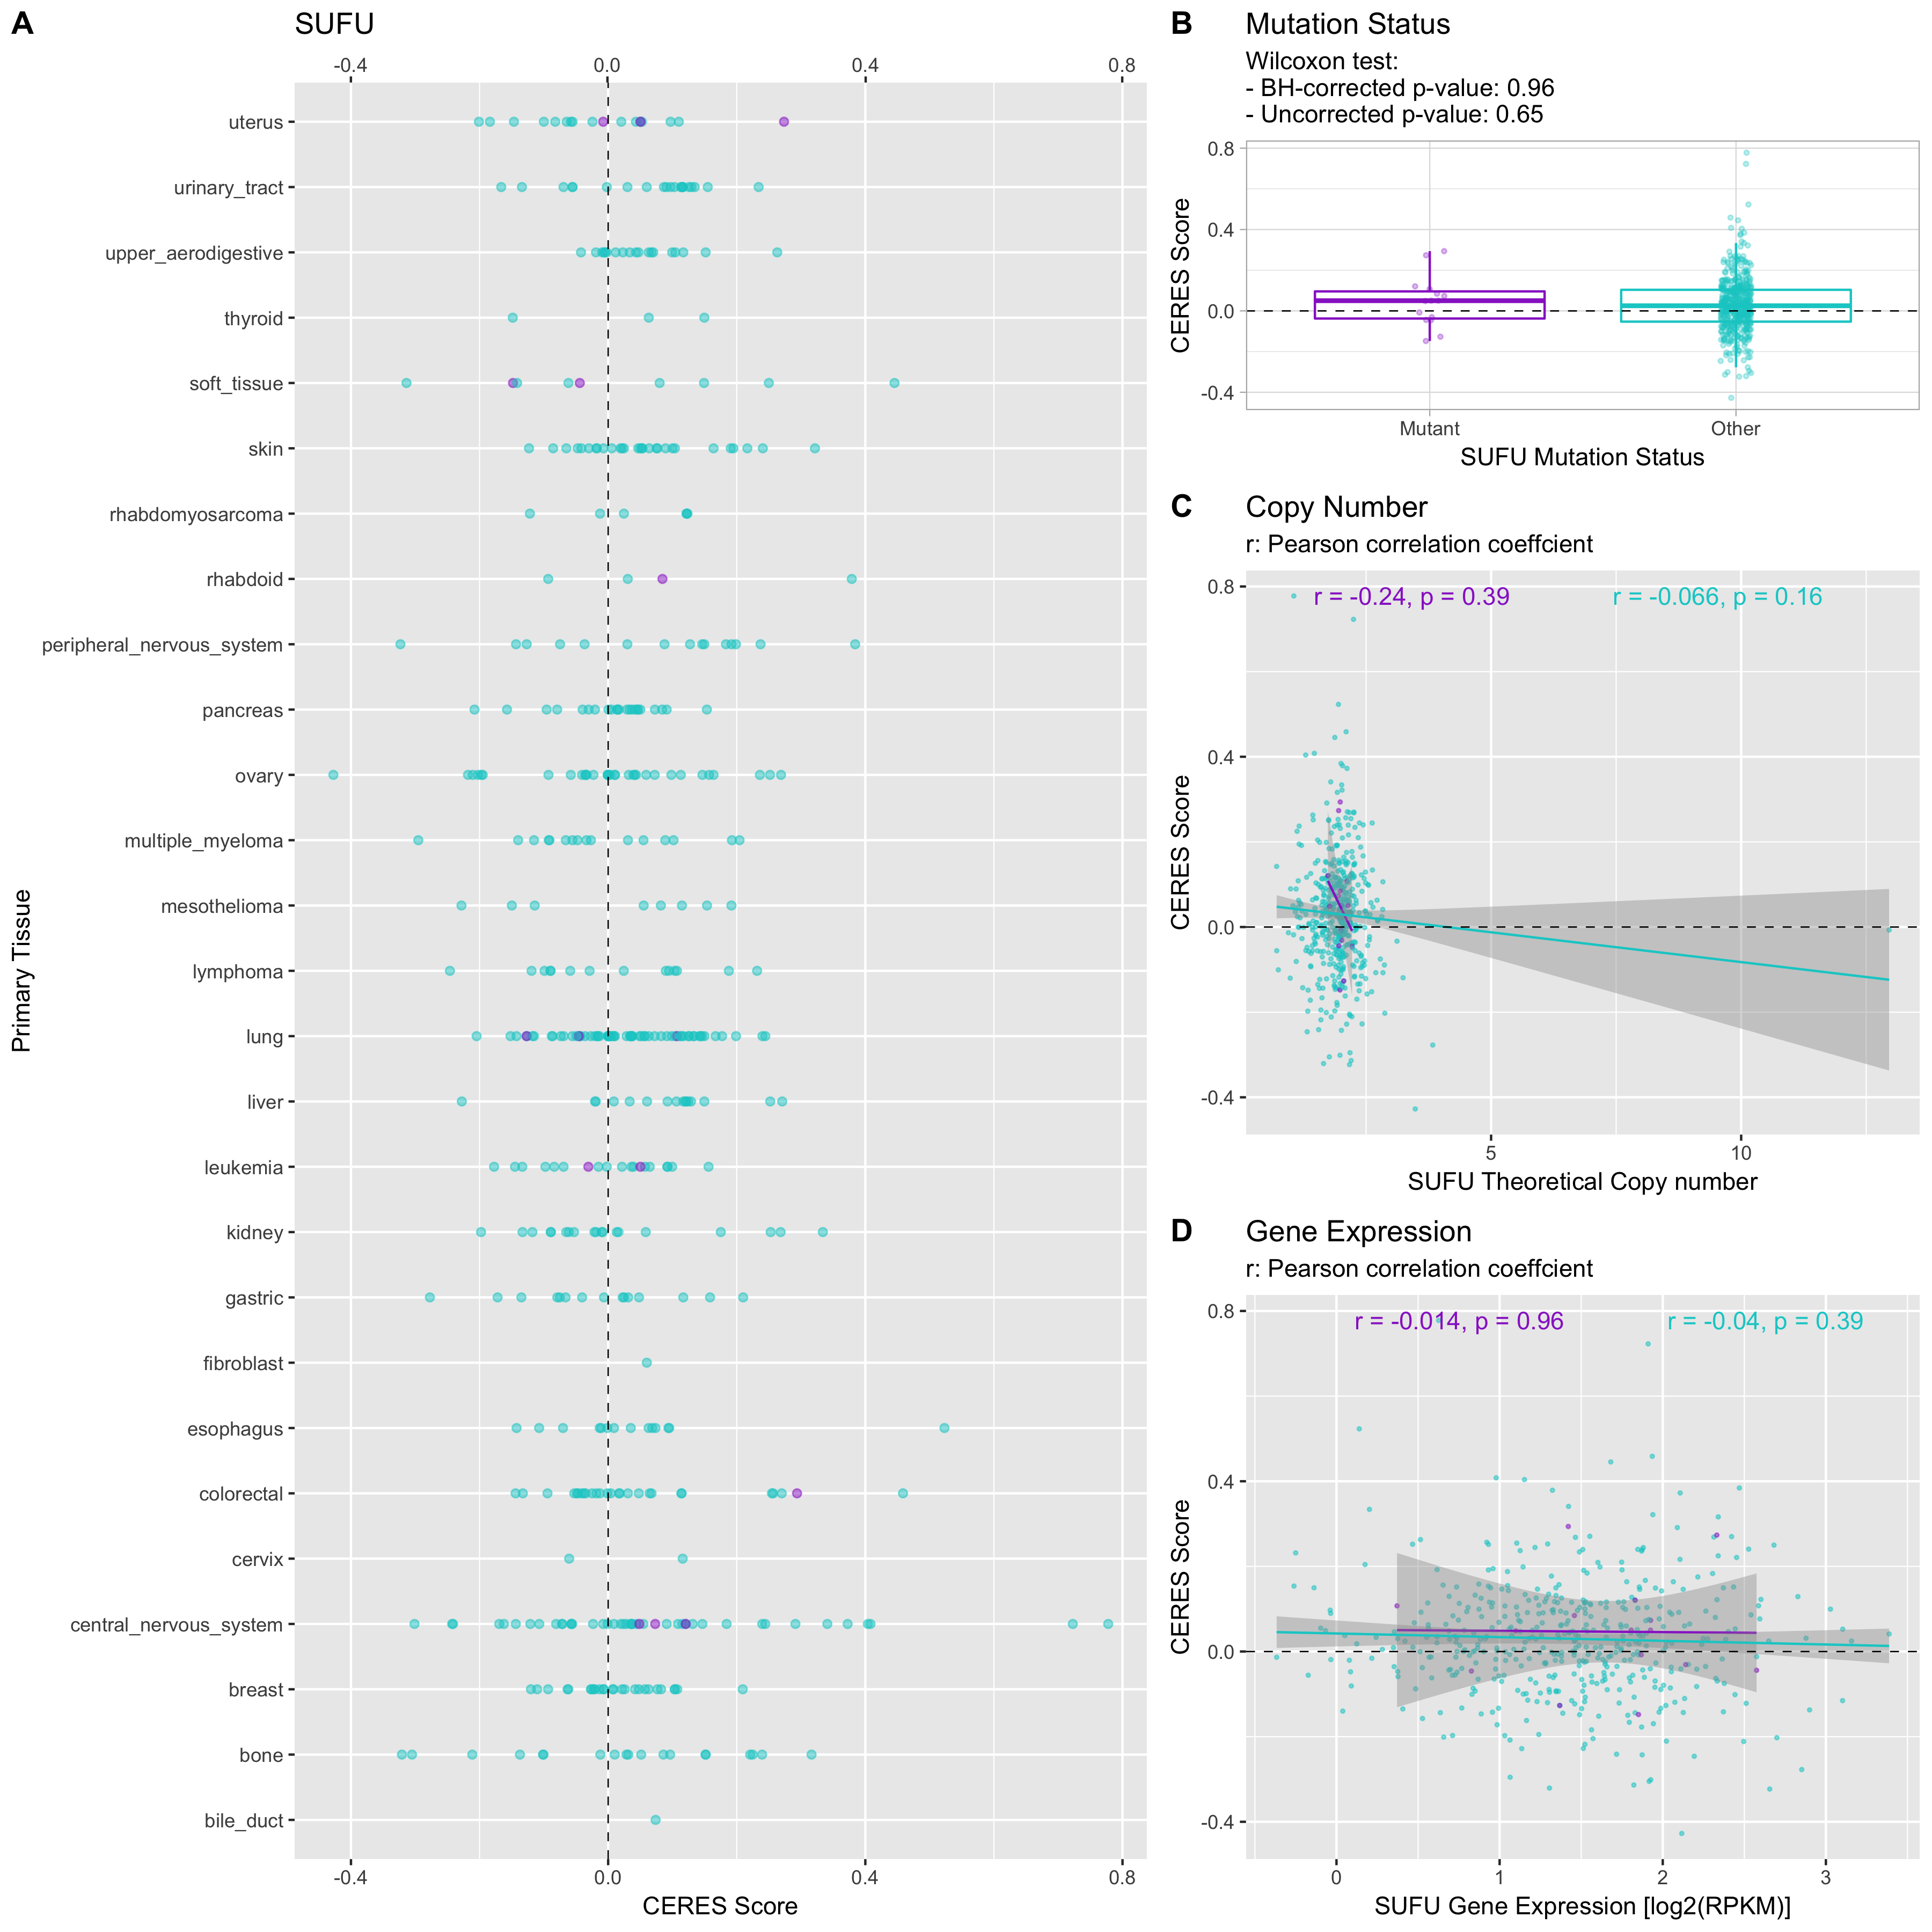 A
SUFU
-0.4 0.0 0.4 0.8
uterus
urinary_tract
upper_aerodigestive
thyroid
soft_tissue
skin
rhabdomyosarcoma
rhabdoid
peripheral_nervous_system
pancreas
ovary
multiple_myeloma
mesothelioma
lymphoma
lung
liver
leukemia
kidney
gastric
fibroblast
esophagus
colorectal
cervix
central_nervous_system
breast
bone
bile_duct
Primary Tissue
-0.4 0.0 0.4 0.8
CERES Score
B
Mutation Status
Wilcoxon test:
- BH-corrected p-value: 0.96
- Uncorrected p-value: 0.65
0.8
0.4
0.0
-0.4
CERES Score
Mutant Other
SUFU Mutation Status
C
Copy Number
r: Pearson correlation coeffcient
r = -0.24, p = 0.39
r = -0.066, p = 0.16
0.8
0.4
0.0
-0.4
CERES Score
5 10
SUFU Theoretical Copy number
D
Gene Expression
r: Pearson correlation coeffcient
r = -0.014, p = 0.96
r = -0.04, p = 0.39
0.8
0.4
0.0
-0.4
CERES Score
0 1 2 3
SUFU Gene Expression [log2(RPKM)]